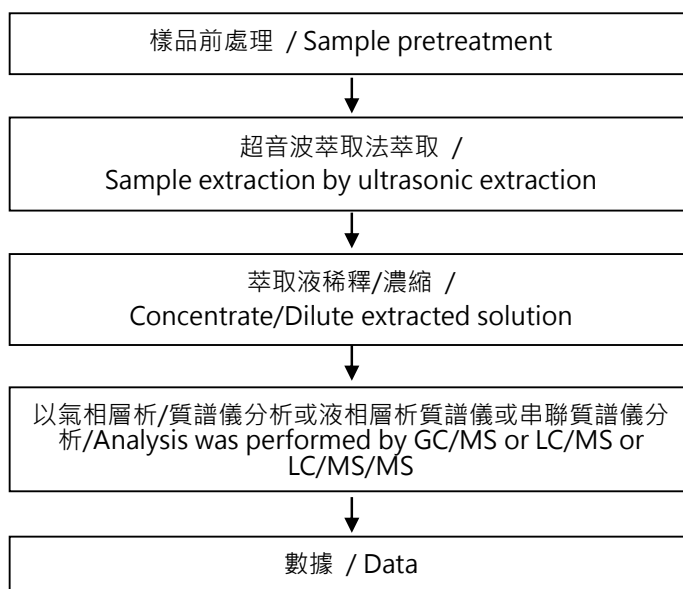 樣品前處理 / Sample pretreatment
超音波萃取法萃取 /
Sample extraction by ultrasonic extraction
萃取液稀釋/濃縮 /
Concentrate/Dilute extracted solution
以氣相層析/質譜儀分析或液相層析質譜儀或串聯質譜儀分
析/Analysis was performed by GC/MS or LC/MS or
LC/MS/MS
數據 / Data